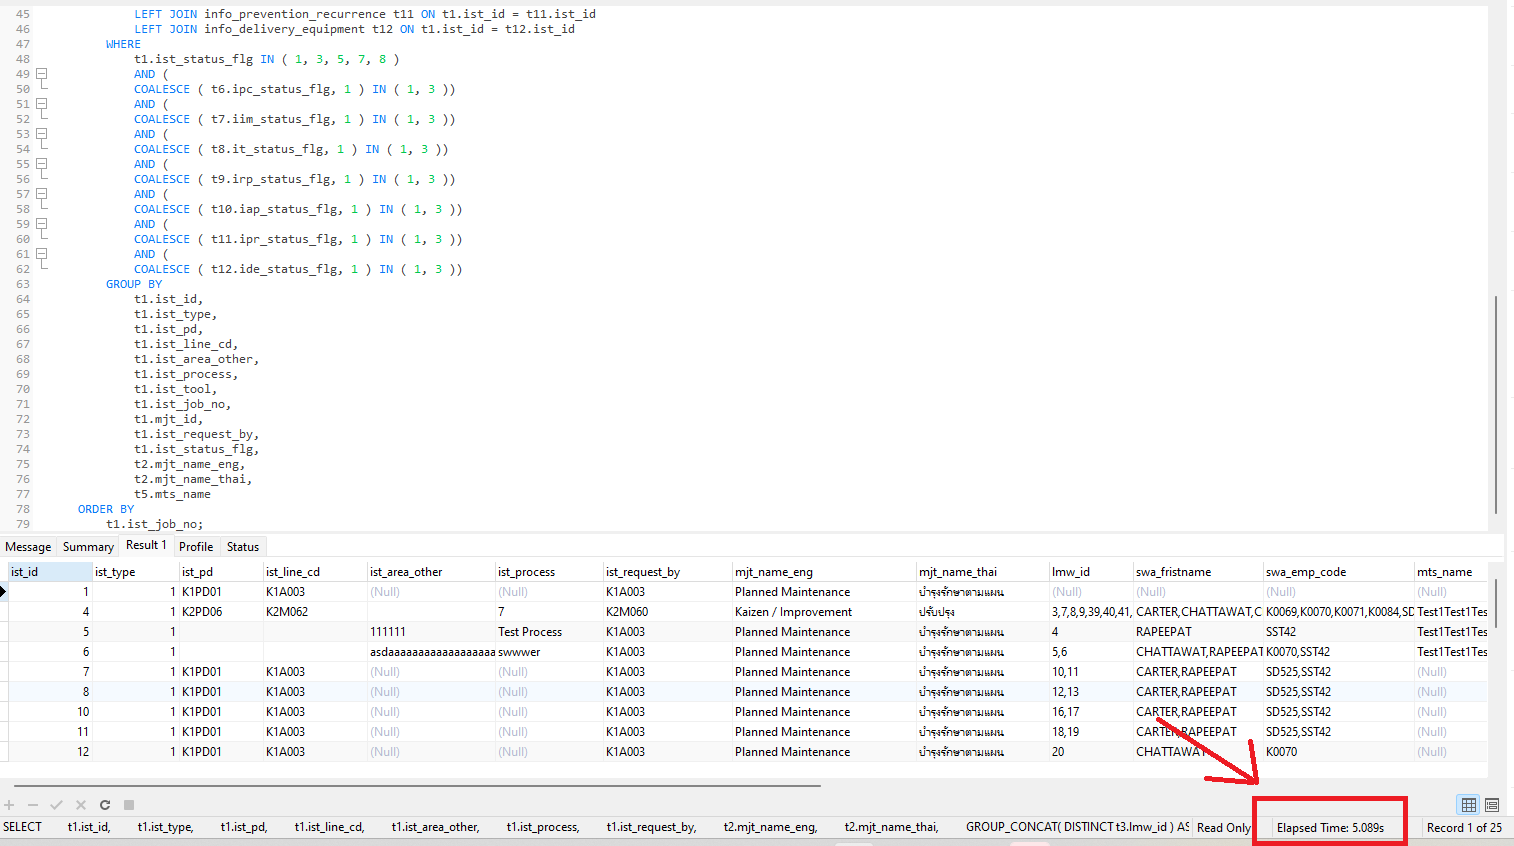 45 LEFT JOIN info_prevention_recurrence t11 ON t1.ist_id = t11.ist_id
46 LEFT JOIN info_delivery_equipment t12 ON t1.ist_id = t12.ist_id
47 WHERE
48 t1.ist_status_flg IN ( 1, 3, 5, 7, 8 )
49 AND (
50 COALESCE ( t6.ipc_status_flg, 1 ) IN ( 1, 3 ))
51 AND (
52 COALESCE ( t7.iim_status_flg, 1 ) IN ( 1, 3 ))
53 AND (
54 COALESCE ( t8.it_status_flg, 1 ) IN ( 1, 3 ))
55 AND (
56 COALESCE ( t9.irp_status_flg, 1 ) IN ( 1, 3 ))
57 AND (
58 COALESCE ( t10.iap_status_flg, 1 ) IN ( 1, 3 ))
59 AND (
60 COALESCE ( t11.ipr_status_flg, 1 ) IN ( 1, 3 ))
61 AND (
62 COALESCE ( t12.ide_status_flg, 1 ) IN ( 1, 3 ))
63 GROUP BY
64 t1.ist_id,
65 t1.ist_type,
66 t1.ist_pd,
67 t1.ist_line_cd,
68 t1.ist_area_other,
69 t1.ist_process,
70 t1.ist_tool,
71 t1.ist_job_no,
72 t1.mjt_id,
73 t1.ist_request_by,
74 t1.ist_status_flg,
75 t2.mjt_name_eng,
76 t2.mjt_name_thai,
77 t5.mts_name
78 ORDER BY
79 t1.ist_job_no;
Message Summary Result 1 Profile Status
ist_id ist_type ist_pd ist_line_cd ist_area_other ist_process ist_request_by mjt_name_eng mjt_name_thai lmw_id swa_fristname swa_emp_code mts_name
1 1 K1PD01 K1A003 (Null) (Null) K1A003 Planned Maintenance บำรุงรักษาตามแผน (Null) (Null) (Null) (Null)
4 1 K2PD06 K2M062 7 K2M060 Kaizen / Improvement ปรับปรุง 3,7,8,9,39,40,41, CARTER,CHATTAWAT,C K0069,K0070,K0071,K0084,SD Test1Test1Tes
5 1 111111 Test Process K1A003 Planned Maintenance บำรุงรักษาตามแผน 4 RAPEEPAT SST42 Test1Test1Tes
6 1 asdaaaaaaaaaaaaaaaaaaa swwwer K1A003 Planned Maintenance บำรุงรักษาตามแผน 5,6 CHATTAWAT,RAPEEPAT K0070,SST42 Test1Test1Tes
7 1 K1PD01 K1A003 (Null) (Null) K1A003 Planned Maintenance บำรุงรักษาตามแผน 10,11 CARTER,RAPEEPAT SD525,SST42 (Null)
8 1 K1PD01 K1A003 (Null) (Null) K1A003 Planned Maintenance บำรุงรักษาตามแผน 12,13 CARTER,RAPEEPAT SD525,SST42 (Null)
10 1 K1PD01 K1A003 (Null) (Null) K1A003 Planned Maintenance บำรุงรักษาตามแผน 16,17 CARTER,RAPEEPAT SD525,SST42 (Null)
11 1 K1PD01 K1A003 (Null) (Null) K1A003 Planned Maintenance บำรุงรักษาตามแผน 18,19 CARTER,RAPEEPAT SD525,SST42 (Null)
12 1 K1PD01 K1A003 (Null) (Null) K1A003 Planned Maintenance บำรุงรักษาตามแผน 20 CHATTAWAT K0070 (Null)
SELECT t1.ist_id, t1.ist_type, t1.ist_pd, t1.ist_line_cd, t1.ist_area_other, t1.ist_process, t1.ist_request_by, t2.mjt_name_eng, t2.mjt_name_thai, GROUP_CONCAT( DISTINCT t3.lmw_id ) AS Read Only Elapsed Time: 5.089s Record 1 of 25